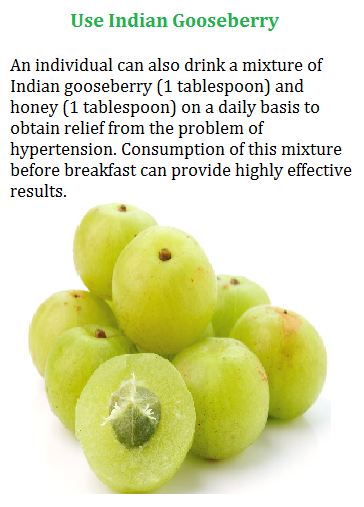 Use Indian Gooseberry
An individual can also drink a mixture of
Indian gooseberry (1 tablespoon) and
honey (1 tablespoon) on a daily basis to
obtain relief from the problem of
hypertension. Consumption of this mixture
before breakfast can provide highly effective
results.